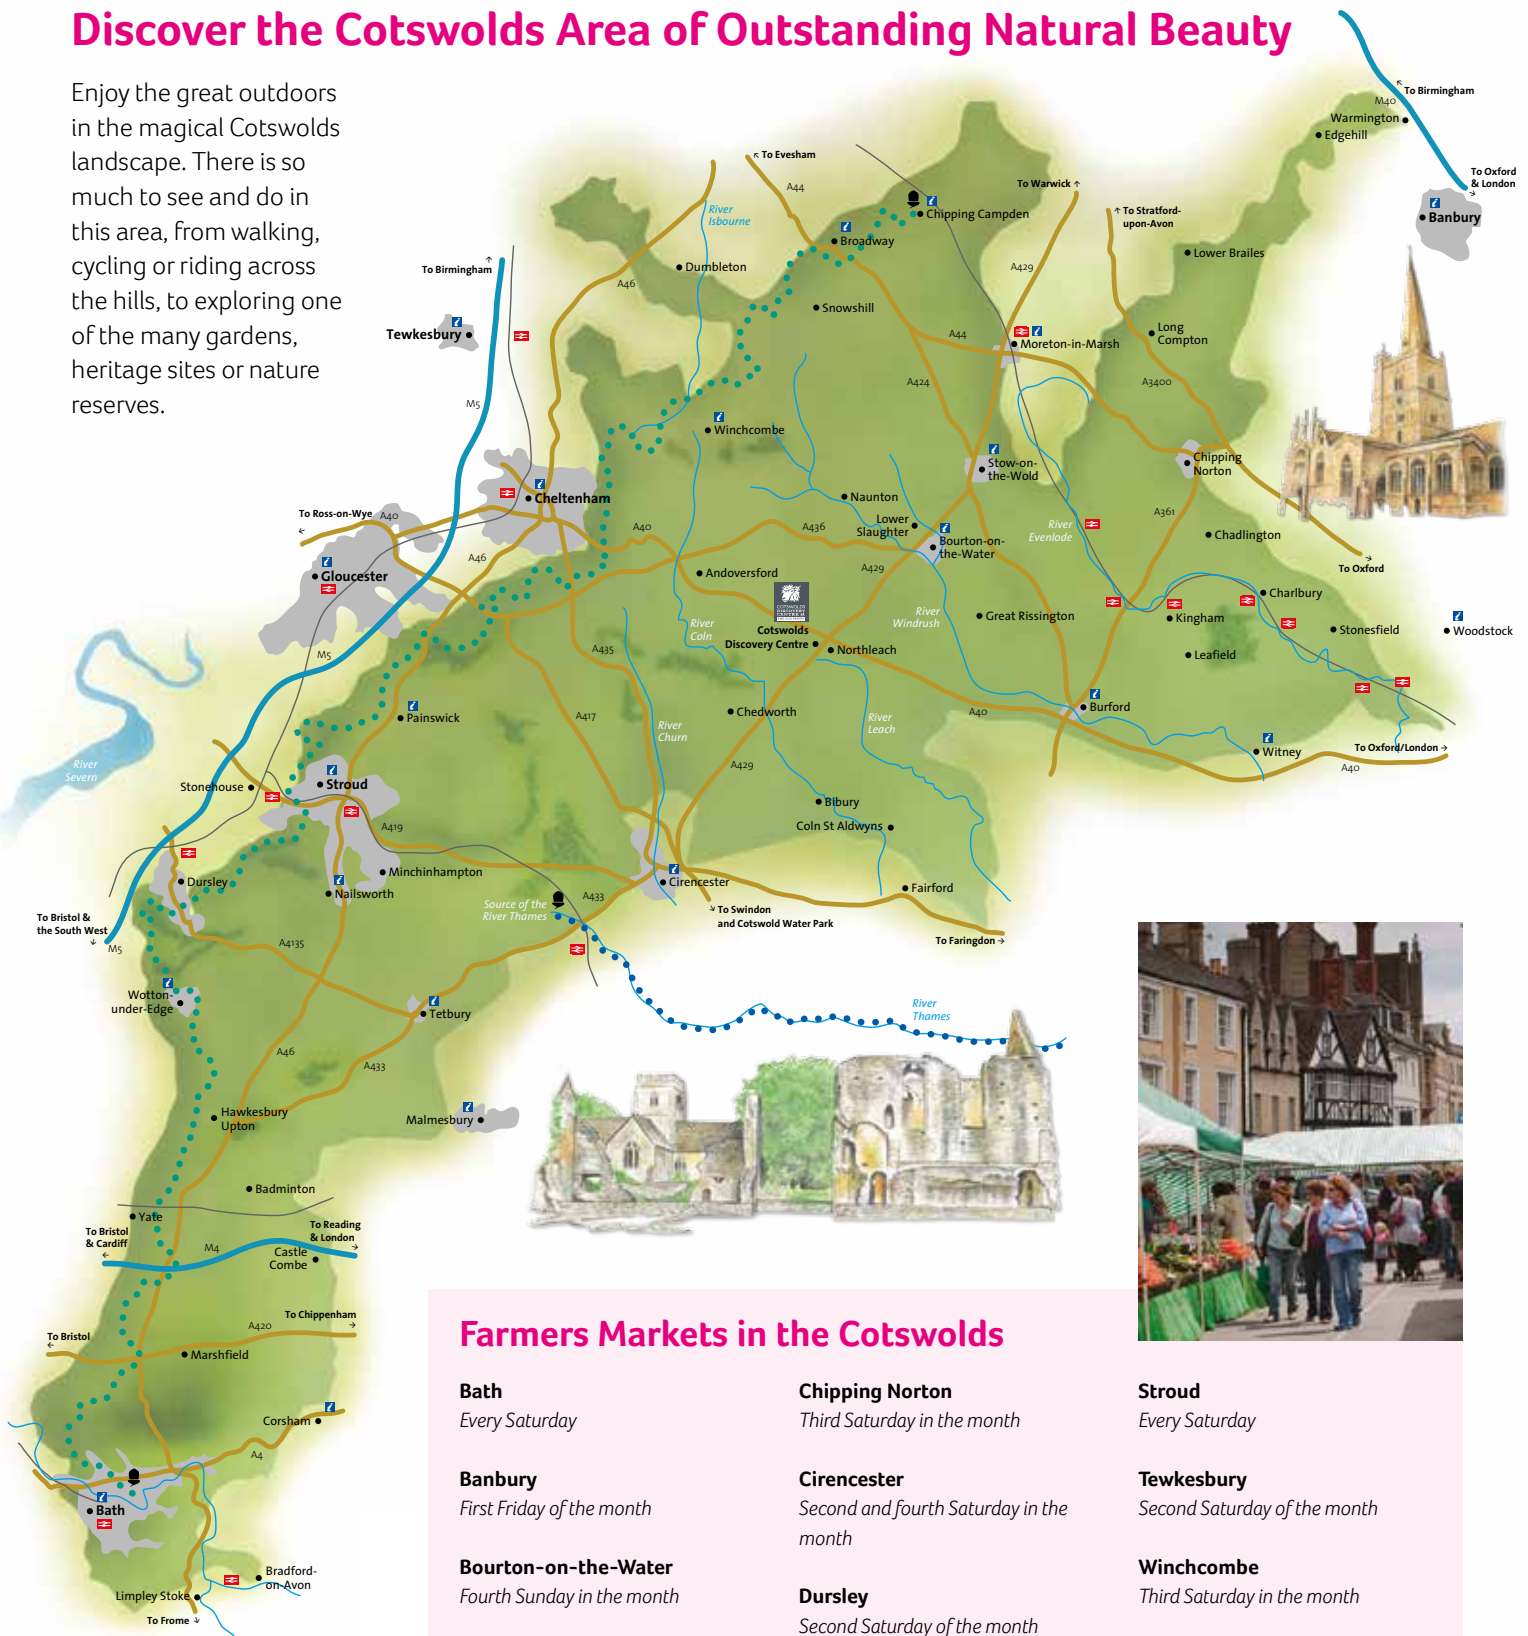 Discover the Cotswolds Area of Outstanding Natural Beauty
Enjoy the great outdoors
in the magical Cotswolds
landscape. There is so
much to see and do in
this area, from walking,
cycling or riding across
the hills, to exploring one
of the many gardens,
heritage sites or nature
reserves.
To Birmingham
M40
Warmington
Edgehill
To Oxford
& London
Banbury
To Evesham
A44
River
Isbourne
To Warwick
To Stratford-
upon-Avon
Chipping Campden
Broadway
Lower Brailes
To Birmingham
Dumbleton
A46
A429
Snowshill
Tewkesbury
A44
Moreton-in-Marsh
Long
Compton
M5
A424
A3400
Winchcombe
Stow-on-
the-Wold
Chipping
Norton
Cheltenham
Naunton
To Ross-on-Wye
A40
A40
A436
Lower
Slaughter
Bourton-on-
the-Water
River
Evenlode
A361
Chadlington
A46
To Oxford
Gloucester
Andoversford
A429
COTSWOLDS
DISCOVERY
CENTRE
Cotswolds
Discovery Centre
Northleach
River
Coln
River
Windrush
Great Rissington
Kingham
Charlbury
Stonesfield
Woodstock
Leafield
M5
A435
Painswick
A417
River
Churn
Chedworth
River
Leach
A40
Burford
Witney
To Oxford/London
A40
River
Severn
Stonehouse
Stroud
A429
A419
Bibury
Coln St Aldwyns
Minchinhampton
Dursley
Nailsworth
Cirencester
Fairford
Source of the
River Thames
A433
To Swindon
and Cotswold Water Park
To Faringdon
To Bristol &
the South West
M5
A4135
Wotton-
under-Edge
Tetbury
River
Thames
A46
A433
Hawkesbury
Upton
Malmesbury
Badminton
Yate
To Bristol
& Cardiff
M4
To Reading
& London
Castle
Combe
To Chippenham
A420
To Bristol
Marshfield
Corsham
A4
Bath
Bradford-
on-Avon
Limpley Stoke
To Frome
Farmers Markets in the Cotswolds
Bath
Every Saturday
Banbury
First Friday of the month
Bourton-on-the-Water
Fourth Sunday in the month
Chipping Norton
Third Saturday in the month
Cirencester
Second and fourth Saturday in the
month
Dursley
Second Saturday of the month
Stroud
Every Saturday
Tewkesbury
Second Saturday of the month
Winchcombe
Third Saturday in the month